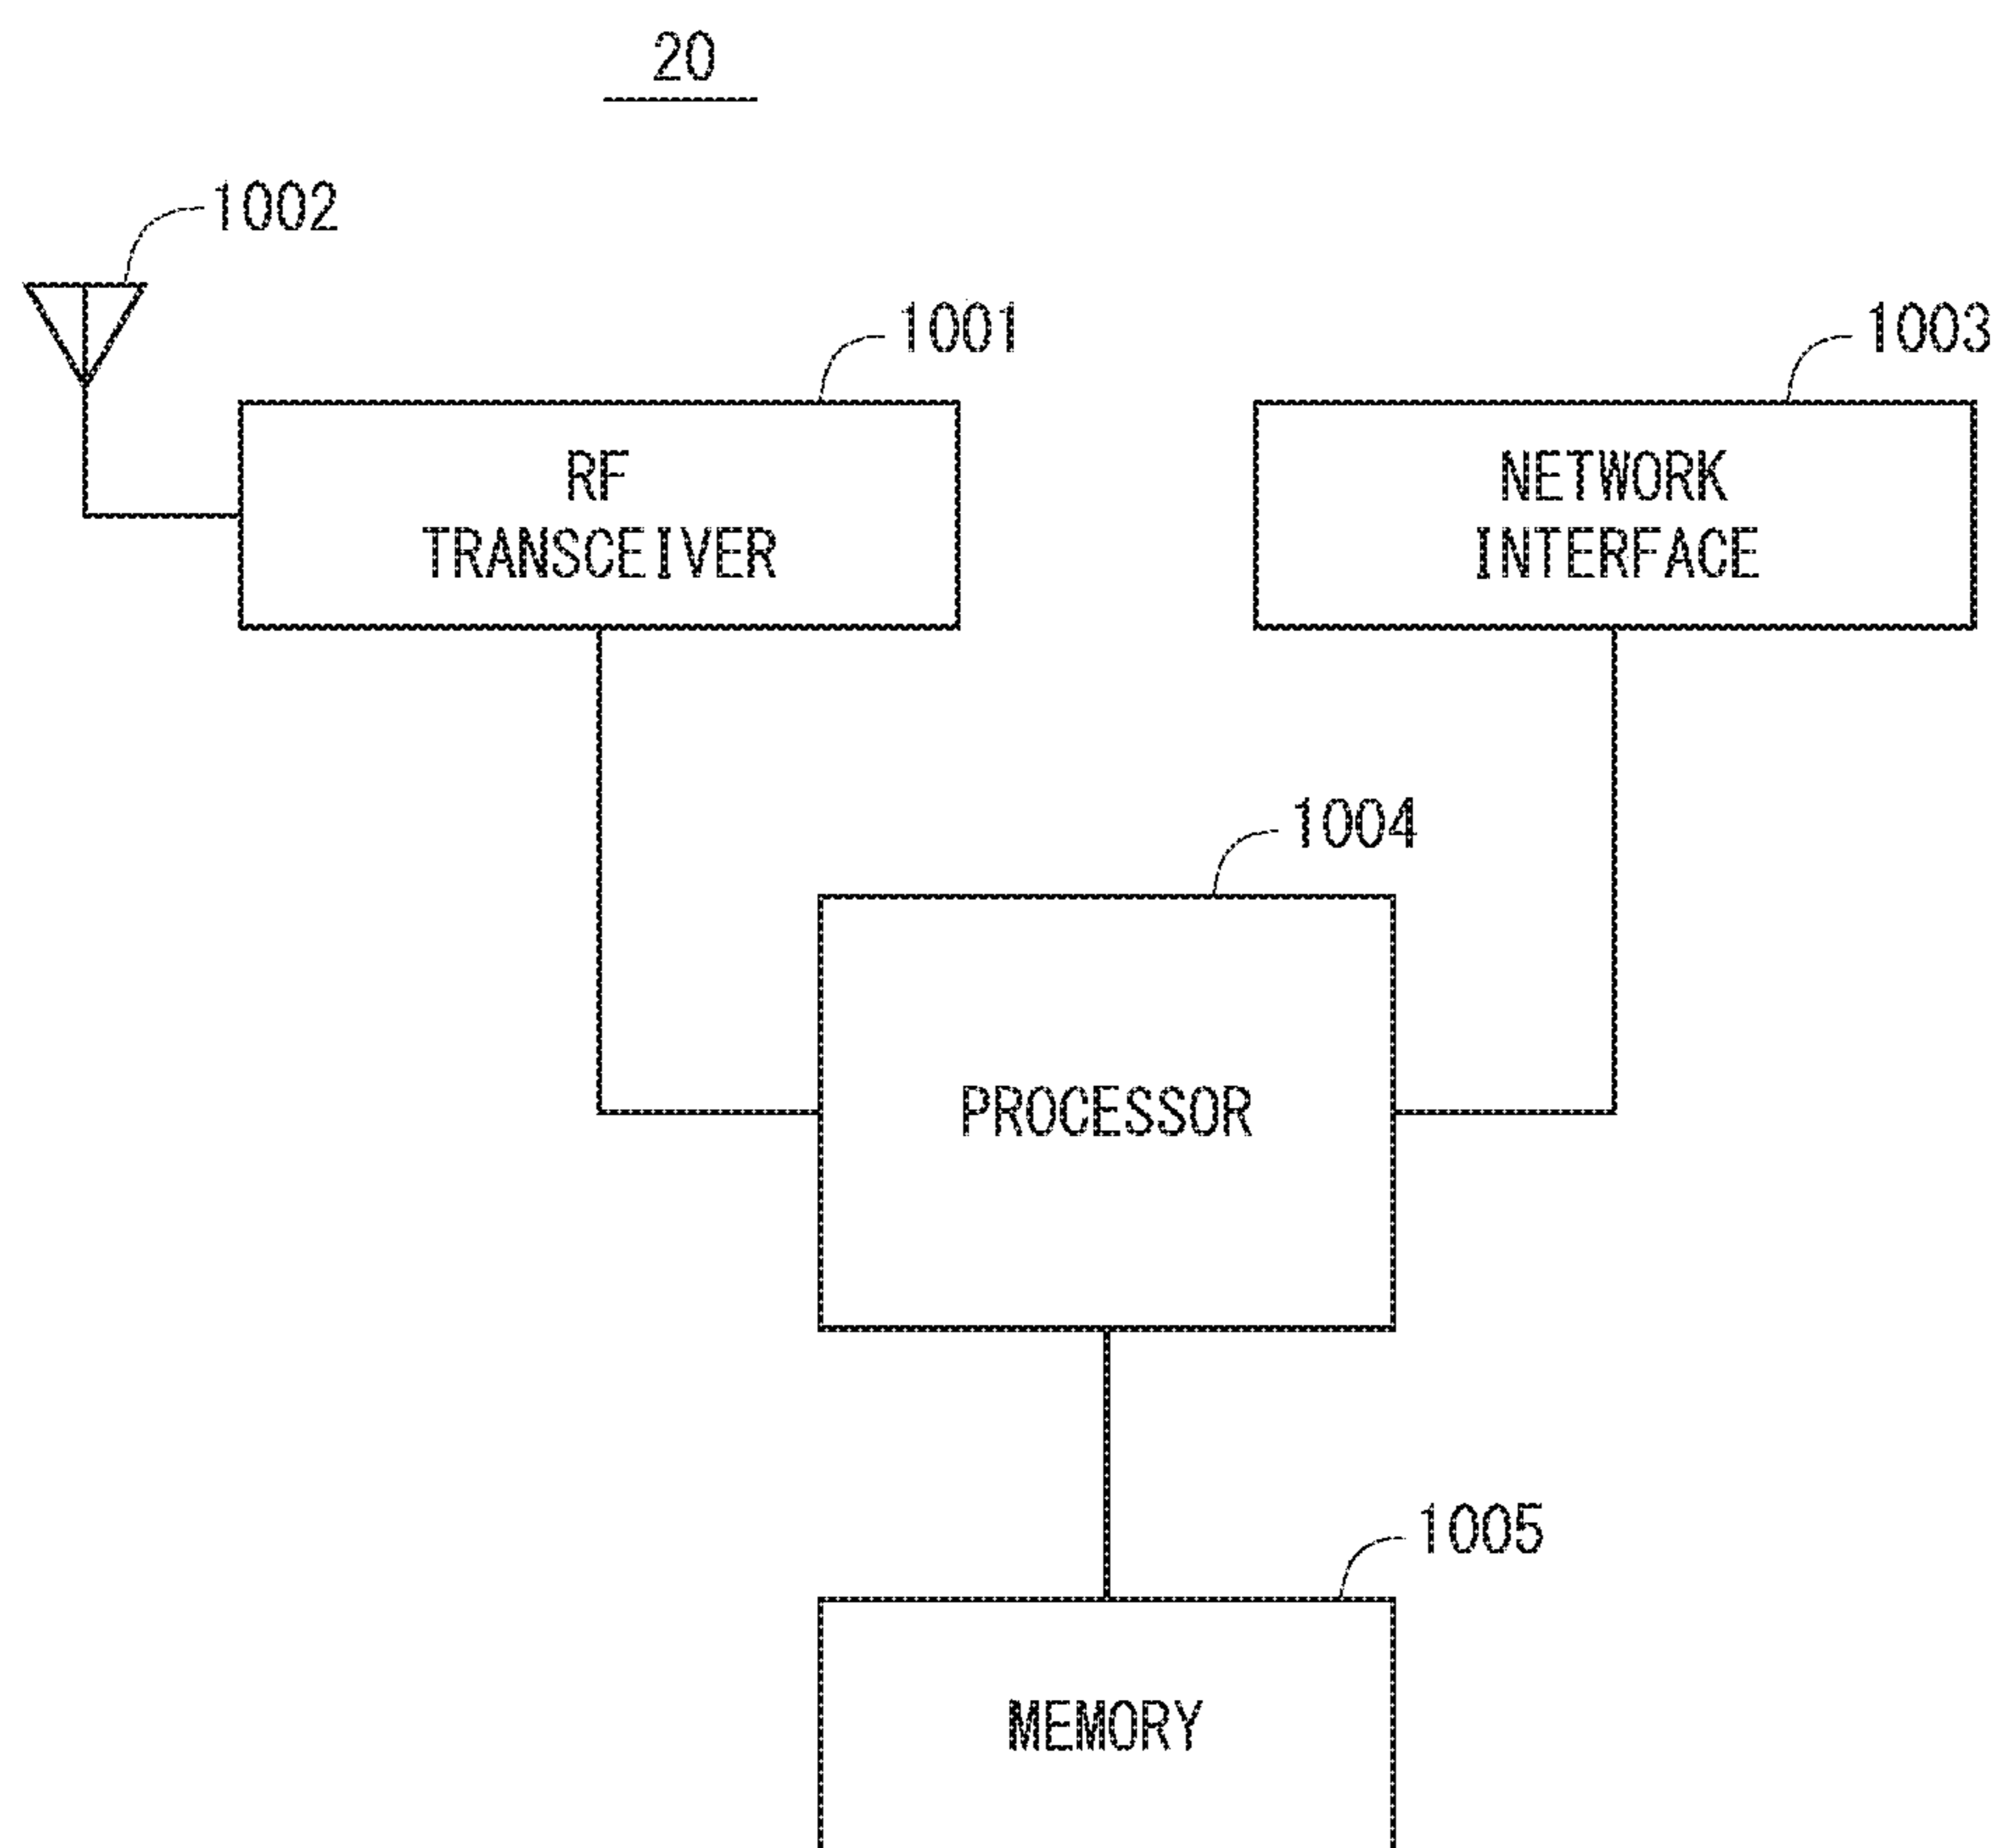 20
1002
1001
1003
RF
TRANSCEIVER
NETWORK
INTERFACE
1004
PROCESSOR
1005
MEMORY